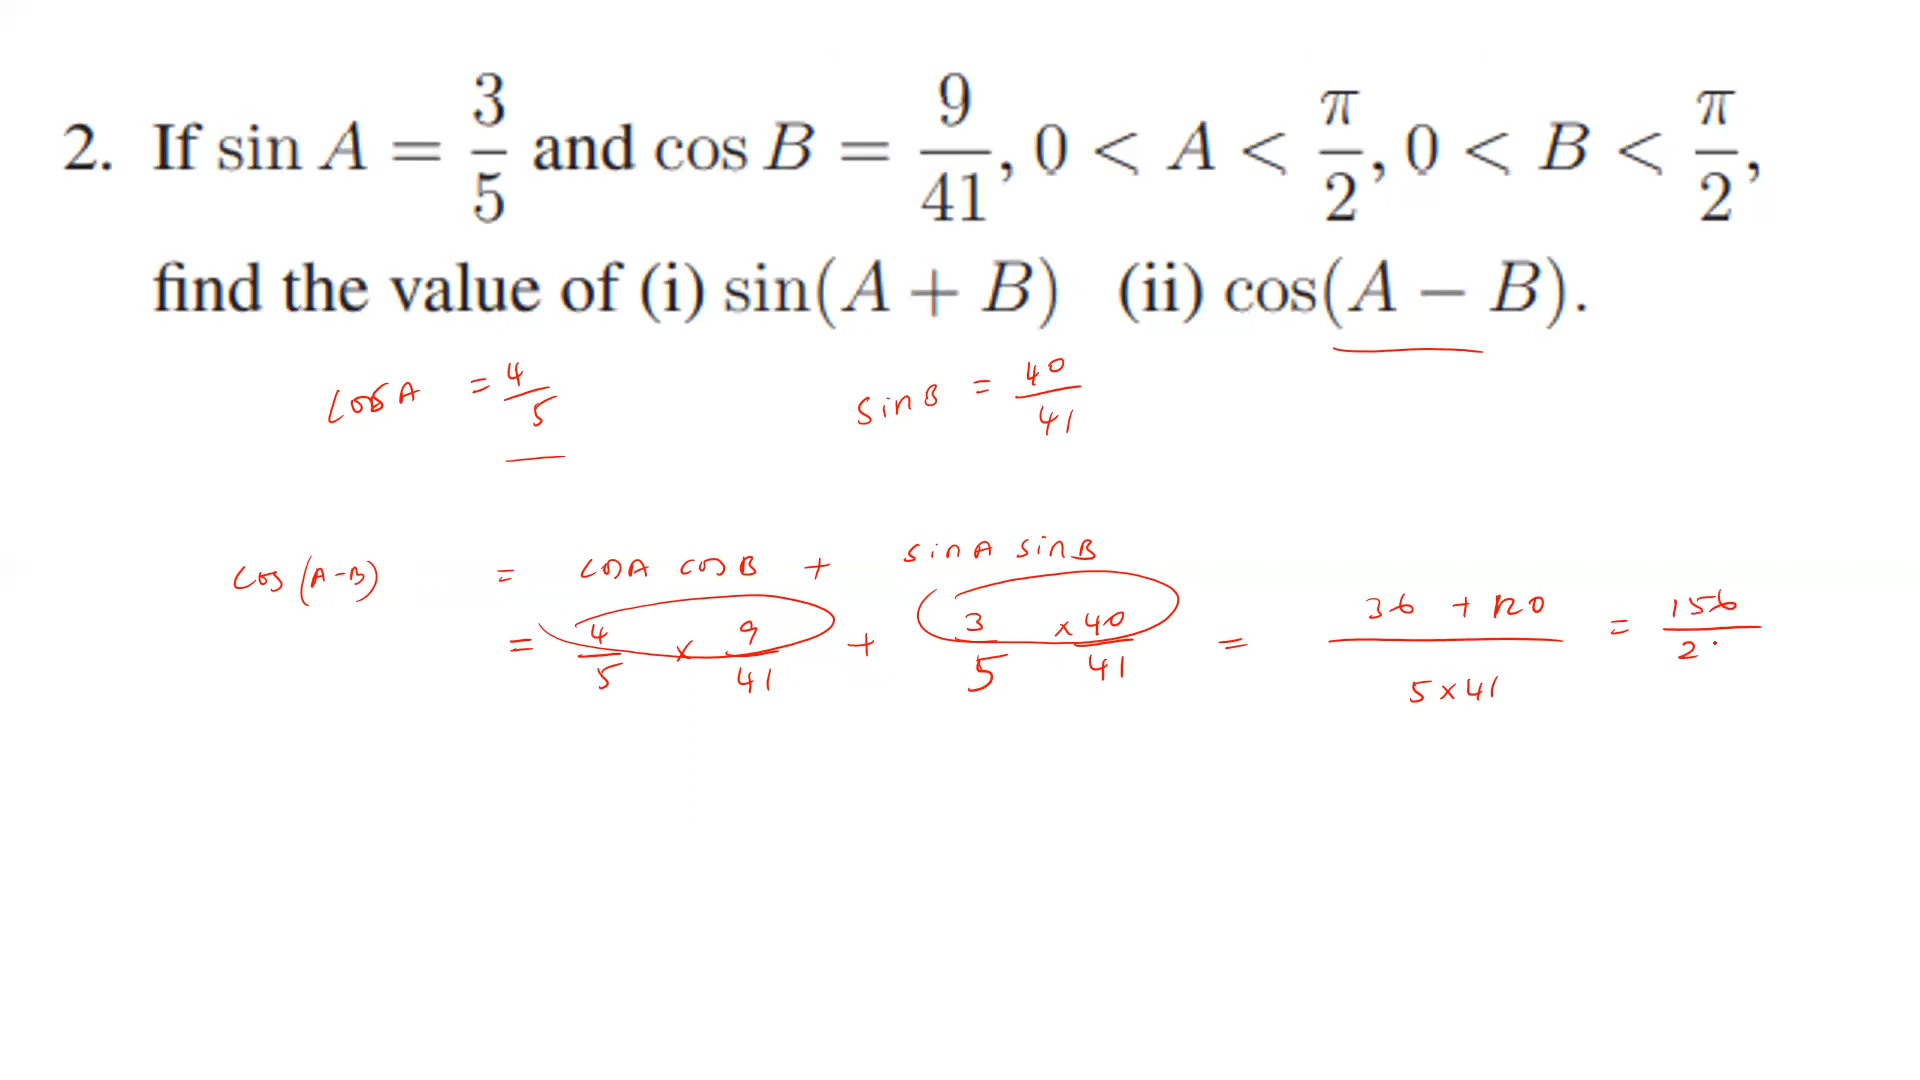 2. If sin A = 3/5 and cos B = 9/41, 0 < A < π/2, 0 < B < π/2,
find the value of (i) sin(A + B) (ii) cos(A − B).
cos A = 4/5 sin B = 40/41
cos (A-B) = cos A cos B + sin A sin B
= 4/5 × 9/41 + 3/5 × 40/41 = 36 + 120 / 5×41 = 156/2.